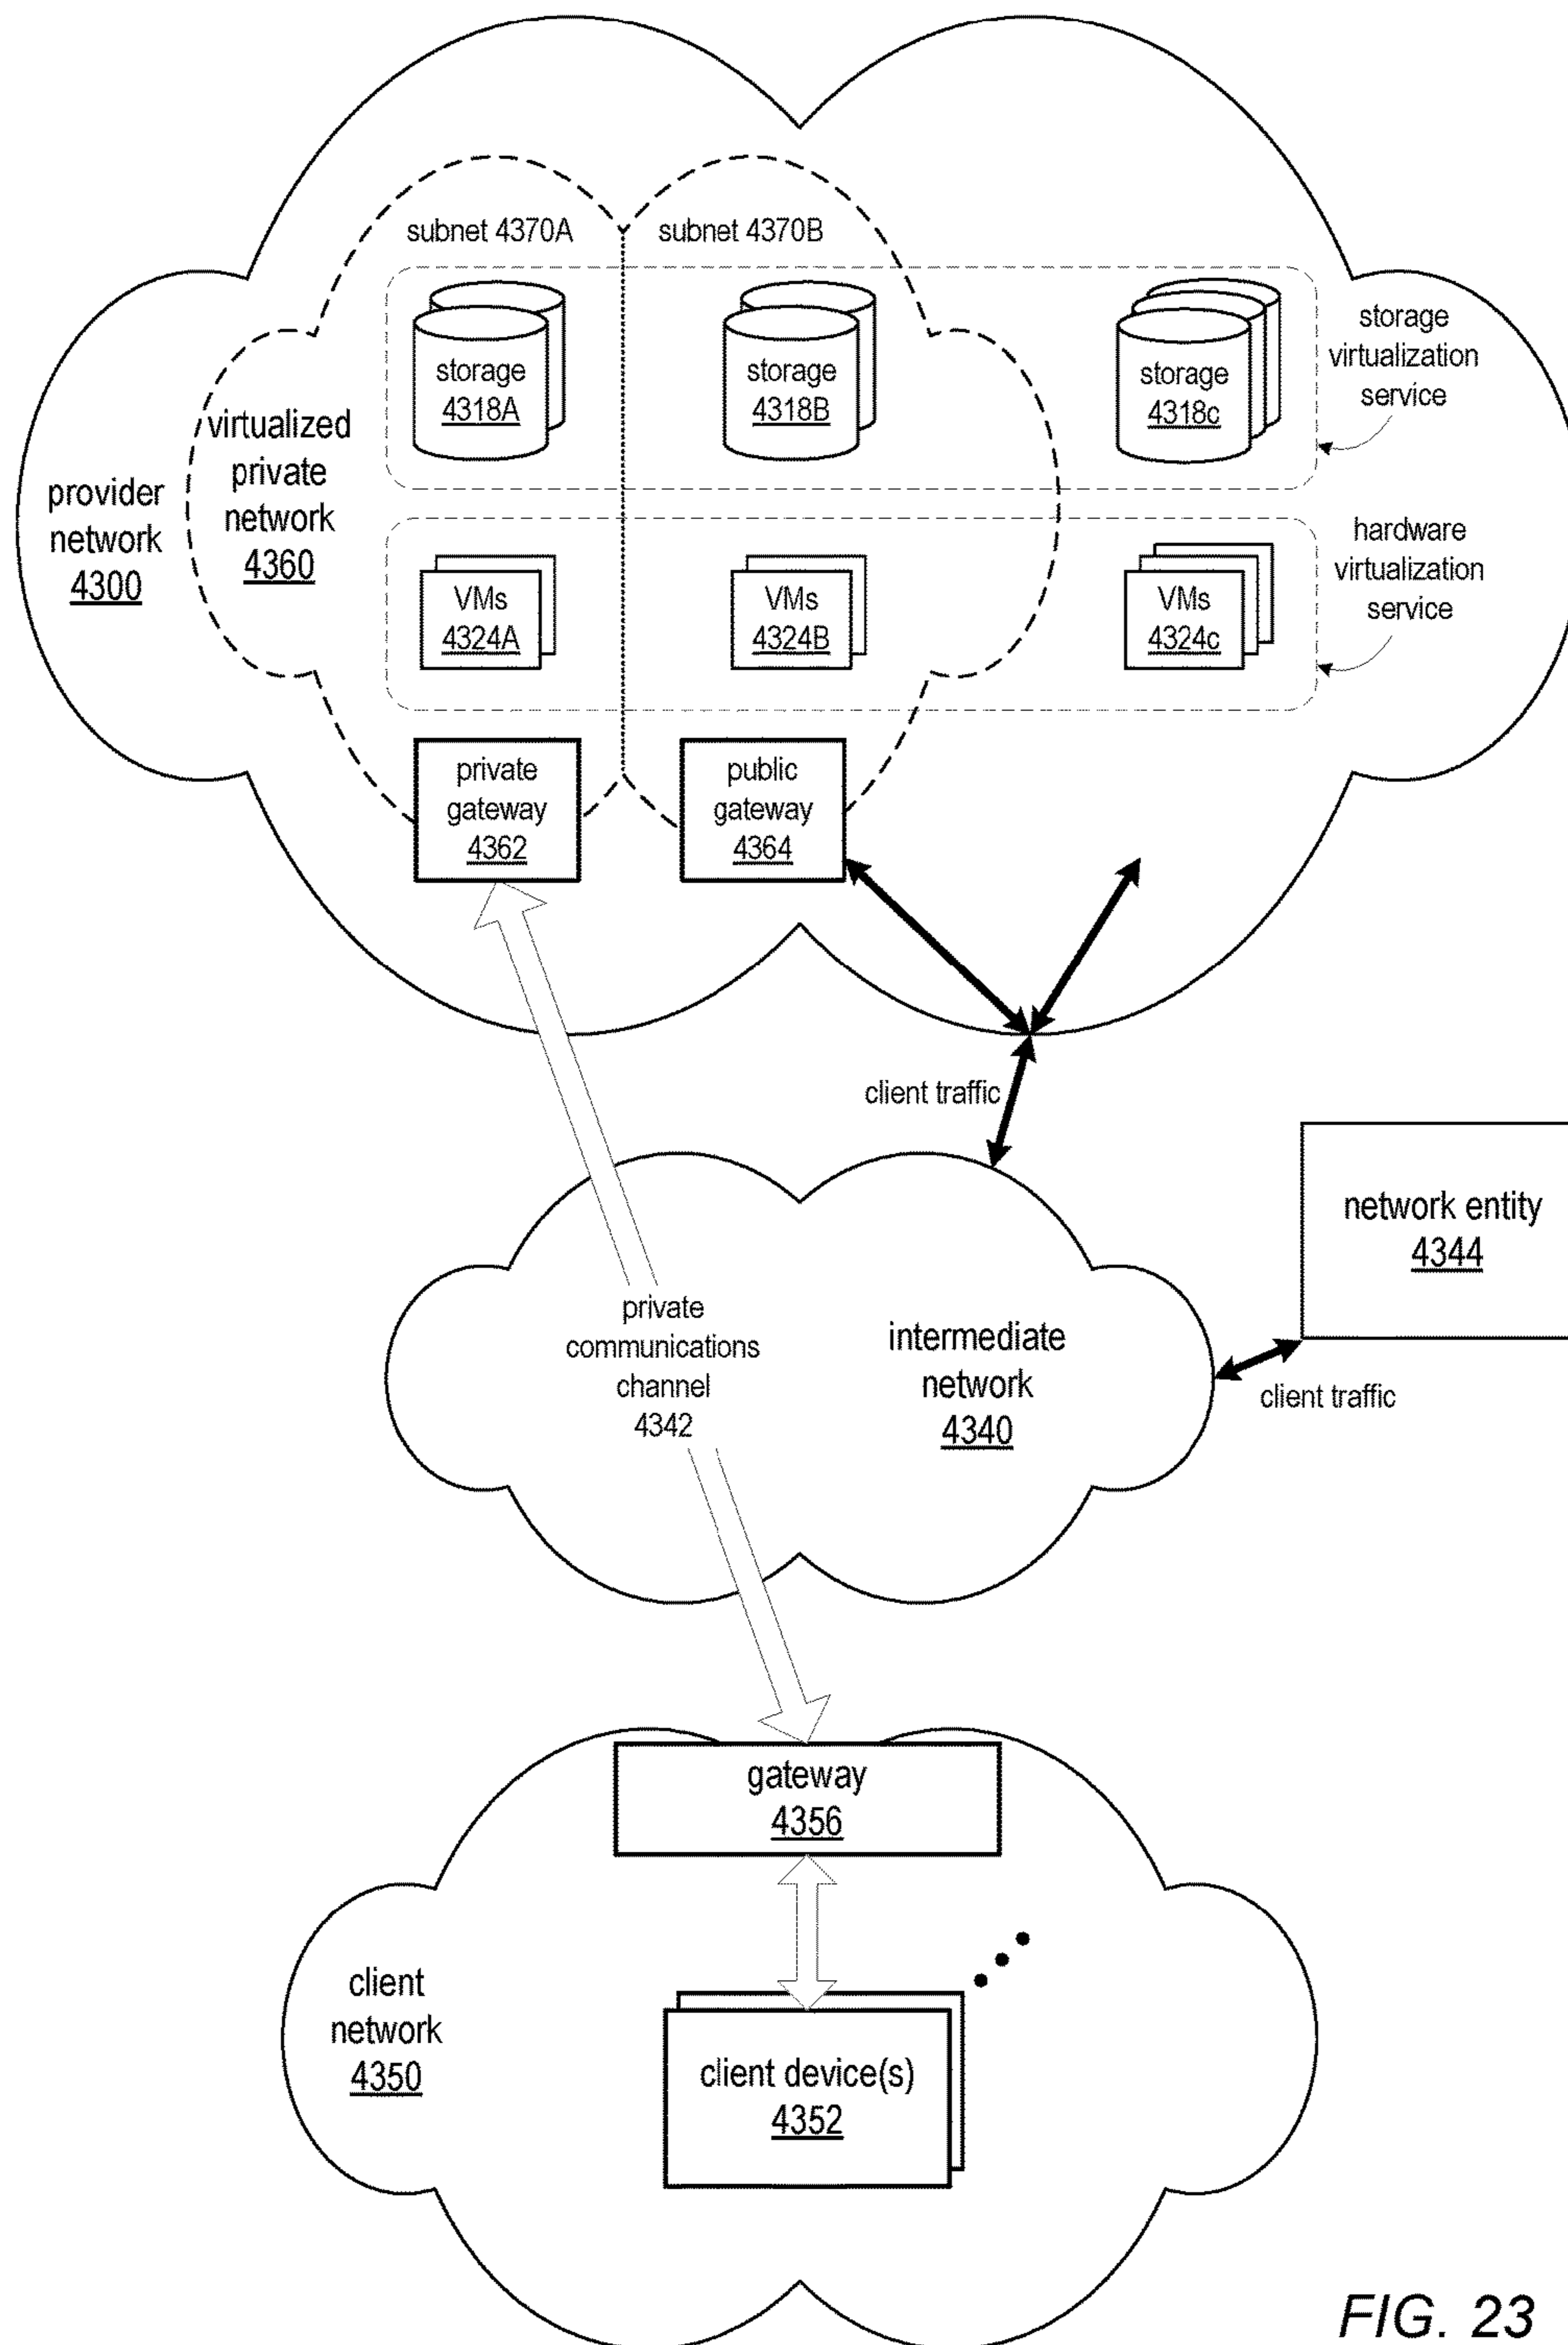 subnet 4370A
subnet 4370B
storage
4318A
storage
4318B
storage
4318c
storage
virtualization
service
provider
network
4300
virtualized
private
network
4360
VMs
4324A
VMs
4324B
VMs
4324c
hardware
virtualization
service
private
gateway
4362
public
gateway
4364
client traffic
network entity
4344
client traffic
private
communications
channel
4342
intermediate
network
4340
gateway
4356
client
network
4350
client device(s)
4352
FIG. 23